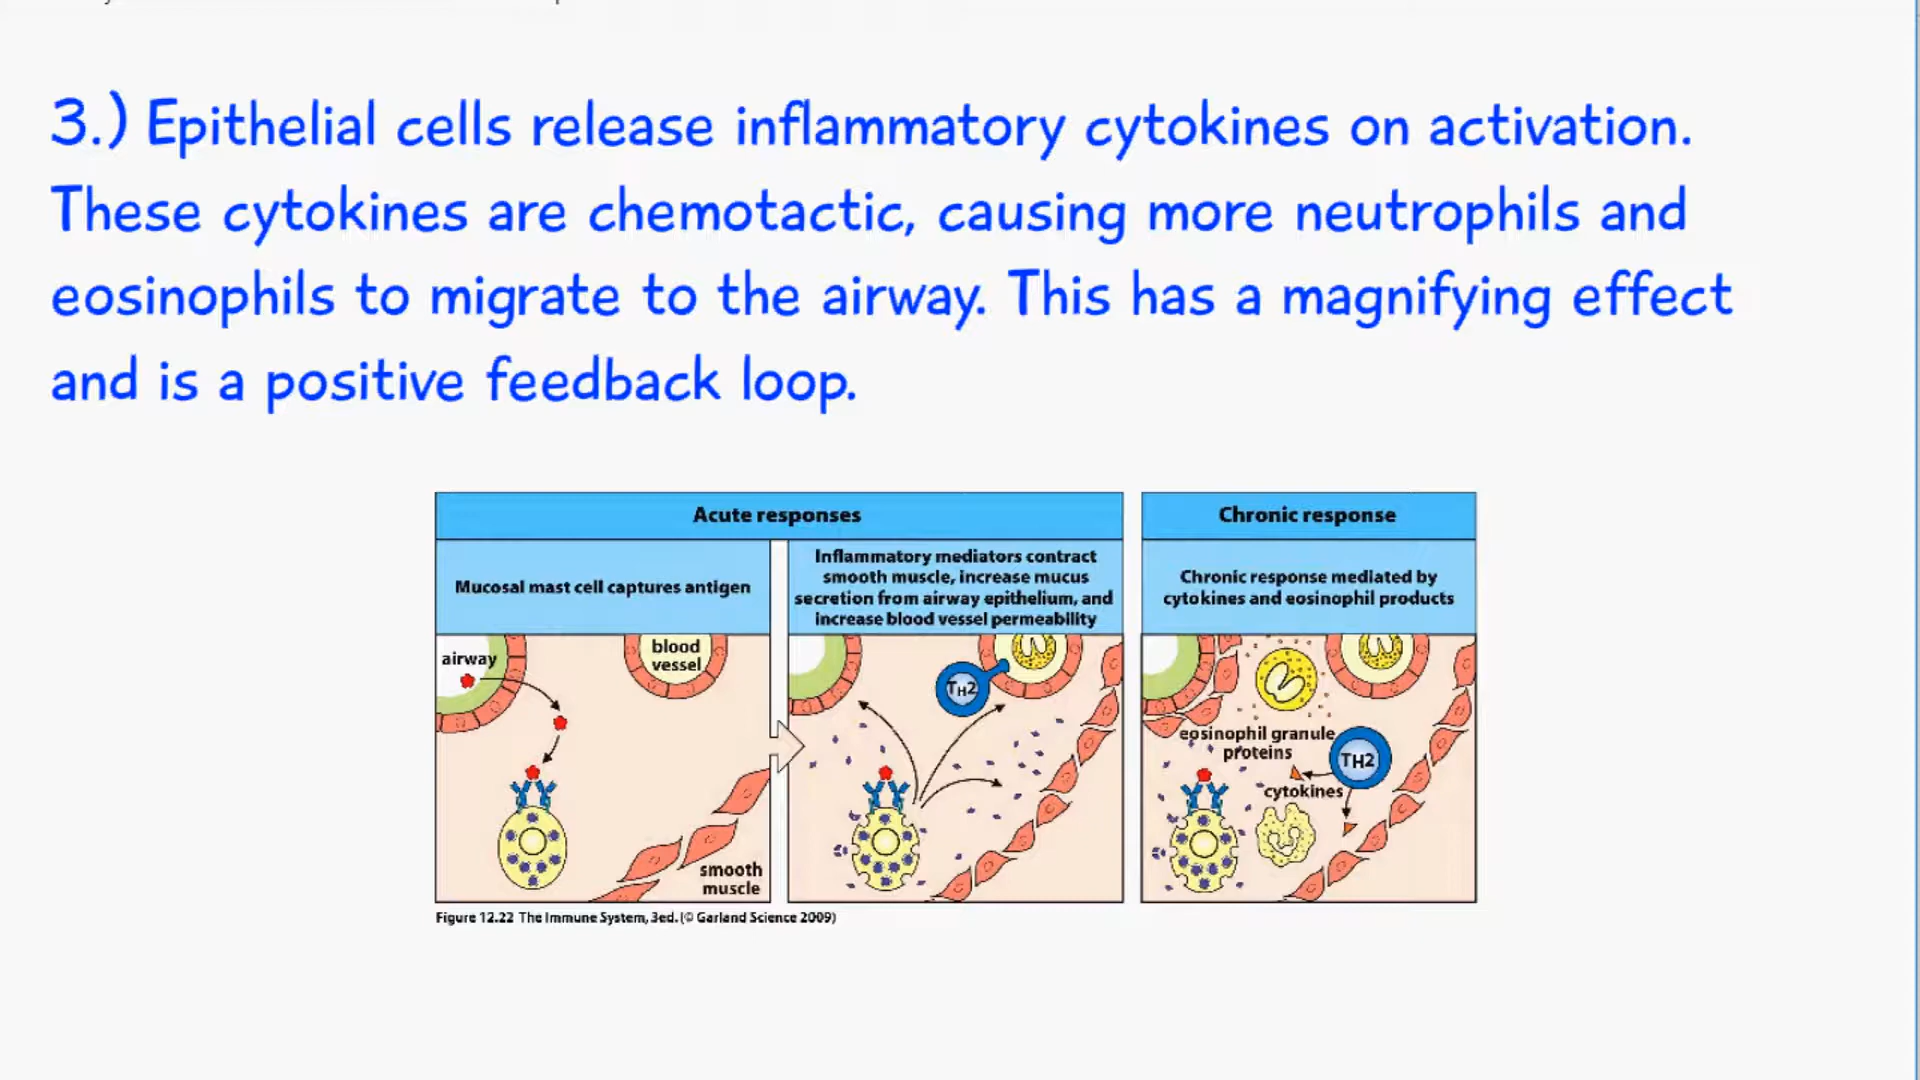 3.) Epithelial cells release inflammatory cytokines on activation.
These cytokines are chemotactic, causing more neutrophils and
eosinophils to migrate to the airway. This has a magnifying effect
and is a positive feedback loop.
Acute responses
Mucosal mast cell captures antigen
Inflammatory mediators contract
smooth muscle, increase mucus
secretion from airway epithelium, and
increase blood vessel permeability
Chronic response
Chronic response mediated by
cytokines and eosinophil products
airway
blood
vessel
smooth
muscle
TH2
eosinophil granule
proteins
TH2
cytokines
Figure 12.22 The Immune System, 3ed. (© Garland Science 2009)